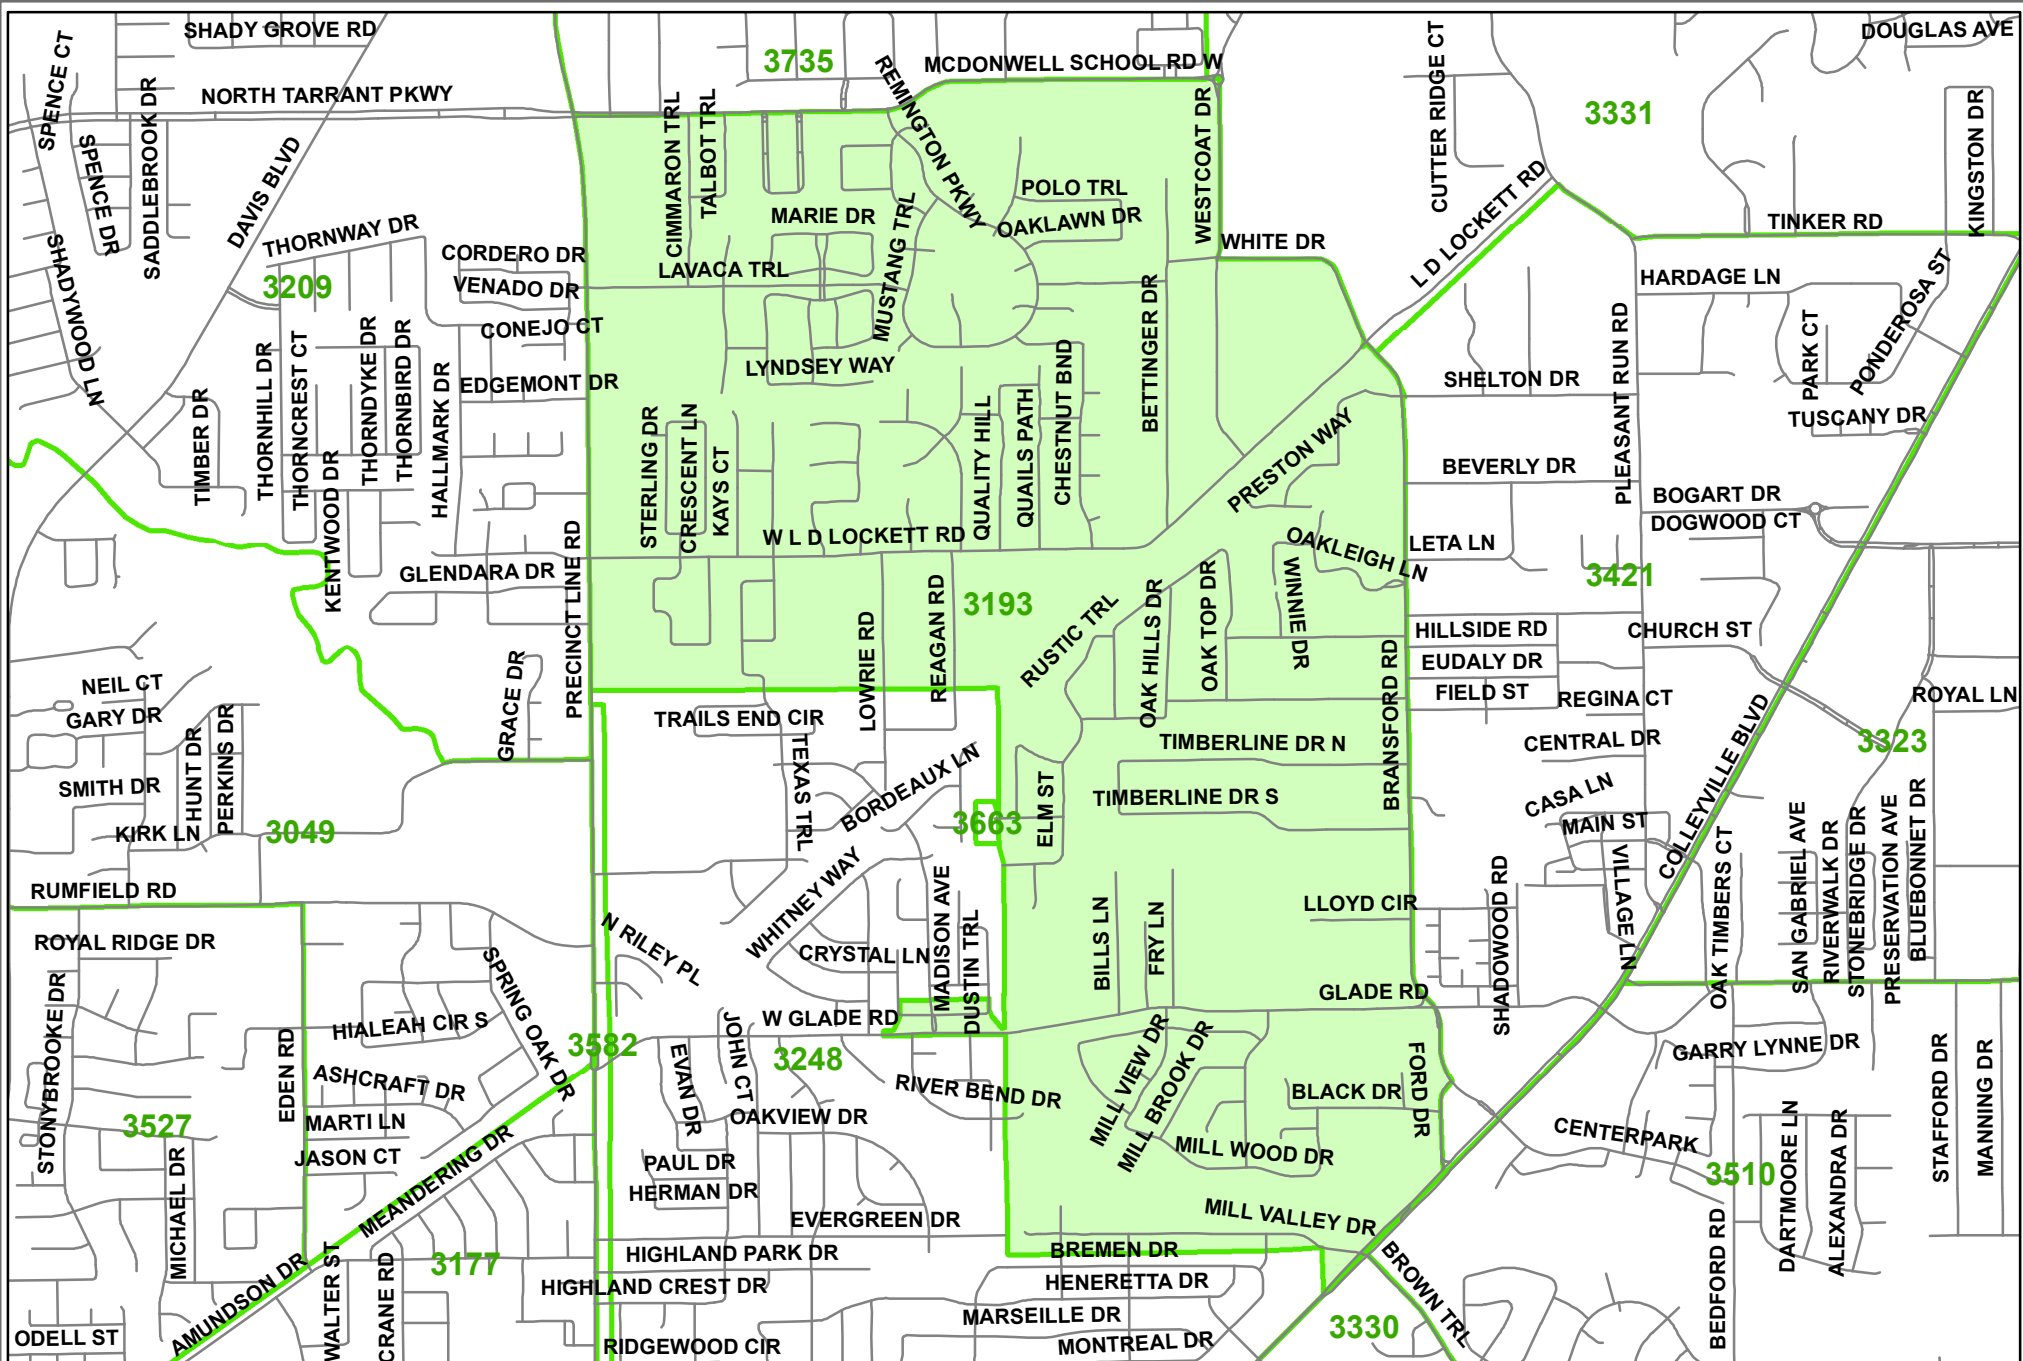 SHADY GROVE RD
DOUGLAS AVE
SPENCE CT
3735
MCDONWELL SCHOOL RD W
CUTTER RIDGE CT
NORTH TARRANT PKWY
REMINGTON PKWY
3331
SADDLEBROOK DR
SPENCE DR
CIMMARON TRL
TALBOT TRL
WESTCOAT DR
KINGSTON DR
DAVIS BLVD
POLO TRL
L D LOCKETT RD
THORNWAY DR
MARIE DR
MUSTANG TRL
OAKLAWN DR
TINKER RD
SHADYWOOD LN
CORDERO DR
WHITE DR
3209
VENADO DR
LAVACA TRL
HARDAGE LN
PONDEROSA ST
CONEJO CT
BETTINGER DR
PLEASANT RUN RD
PARK CT
THORNHILL DR
THORNCREST CT
THORNDYKE DR
THORNBIRD DR
HALLMARK DR
EDGEMONT DR
LYNDSEY WAY
CHESTNUT BND
SHELTON DR
TIMBER DR
STERLING DR
CRESCENT LN
KAYS CT
QUALITY HILL
QUAILS PATH
PRESTON WAY
TUSCANY DR
KENTWOOD DR
BEVERLY DR
BOGART DR
DOGWOOD CT
PRECINCT LINE RD
W L D LOCKETT RD
OAKLEIGH LN
LETA LN
GLENDARA DR
3421
3193
LOWRIE RD
REAGAN RD
RUSTIC TRL
OAK HILLS DR
OAK TOP DR
WINNIE DR
HILLSIDE RD
CHURCH ST
EUDALY DR
NEIL CT
GRACE DR
BRANSFORD RD
FIELD ST
REGINA CT
ROYAL LN
GARY DR
TRAILS END CIR
HUNT DR
PERKINS DR
TEXAS TRL
TIMBERLINE DR N
CENTRAL DR
COLLEYVILLE BLVD
3323
SMITH DR
BORDEAUX LN
ELM ST
TIMBERLINE DR S
CASA LN
KIRK LN
3049
3663
MAIN ST
SAN GABRIEL AVE
RIVERWALK DR
STONEBRIDGE DR
PRESERVATION AVE
BLUEBONNET DR
RUMFIELD RD
WHITNEY WAY
MADISON AVE
DUSTIN TRL
BILLS LN
FRY LN
LLOYD CIR
SHADOWOOD RD
VILLAGE LN
OAK TIMBERS CT
ROYAL RIDGE DR
N RILEY PL
CRYSTAL LN
SPRING OAK DR
GLADE RD
STONYBROOKE DR
HIALEAH CIR S
W GLADE RD
3582
EDEN RD
JOHN CT
EVAN DR
3248
MILL VIEW DR
MILL BROOK DR
FORD DR
GARRY LYNNE DR
STAFFORD DR
MANNING DR
ASHCRAFT DR
RIVER BEND DR
BLACK DR
3527
MARTI LN
OAKVIEW DR
CENTERPARK
DARTMOORE LN
ALEXANDRA DR
JASON CT
MEANDERING DR
PAUL DR
MILL WOOD DR
3510
MICHAEL DR
HERMAN DR
EVERGREEN DR
MILL VALLEY DR
BEDFORD RD
3177
HIGHLAND PARK DR
BREMEN DR
BROWN TRL
AMUNDSON DR
WALTER ST
CRANE RD
HIGHLAND CREST DR
HENERETTA DR
MARSEILLE DR
3330
ODELL ST
RIDGEWOOD CIR
MONTREAL DR